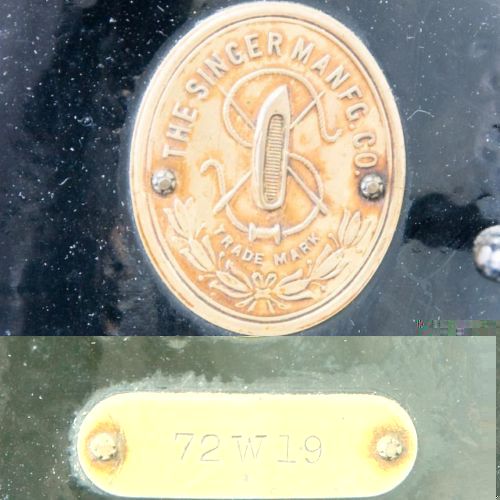 THE SINGER MANFG. CO.
TRADE MARK
72W19